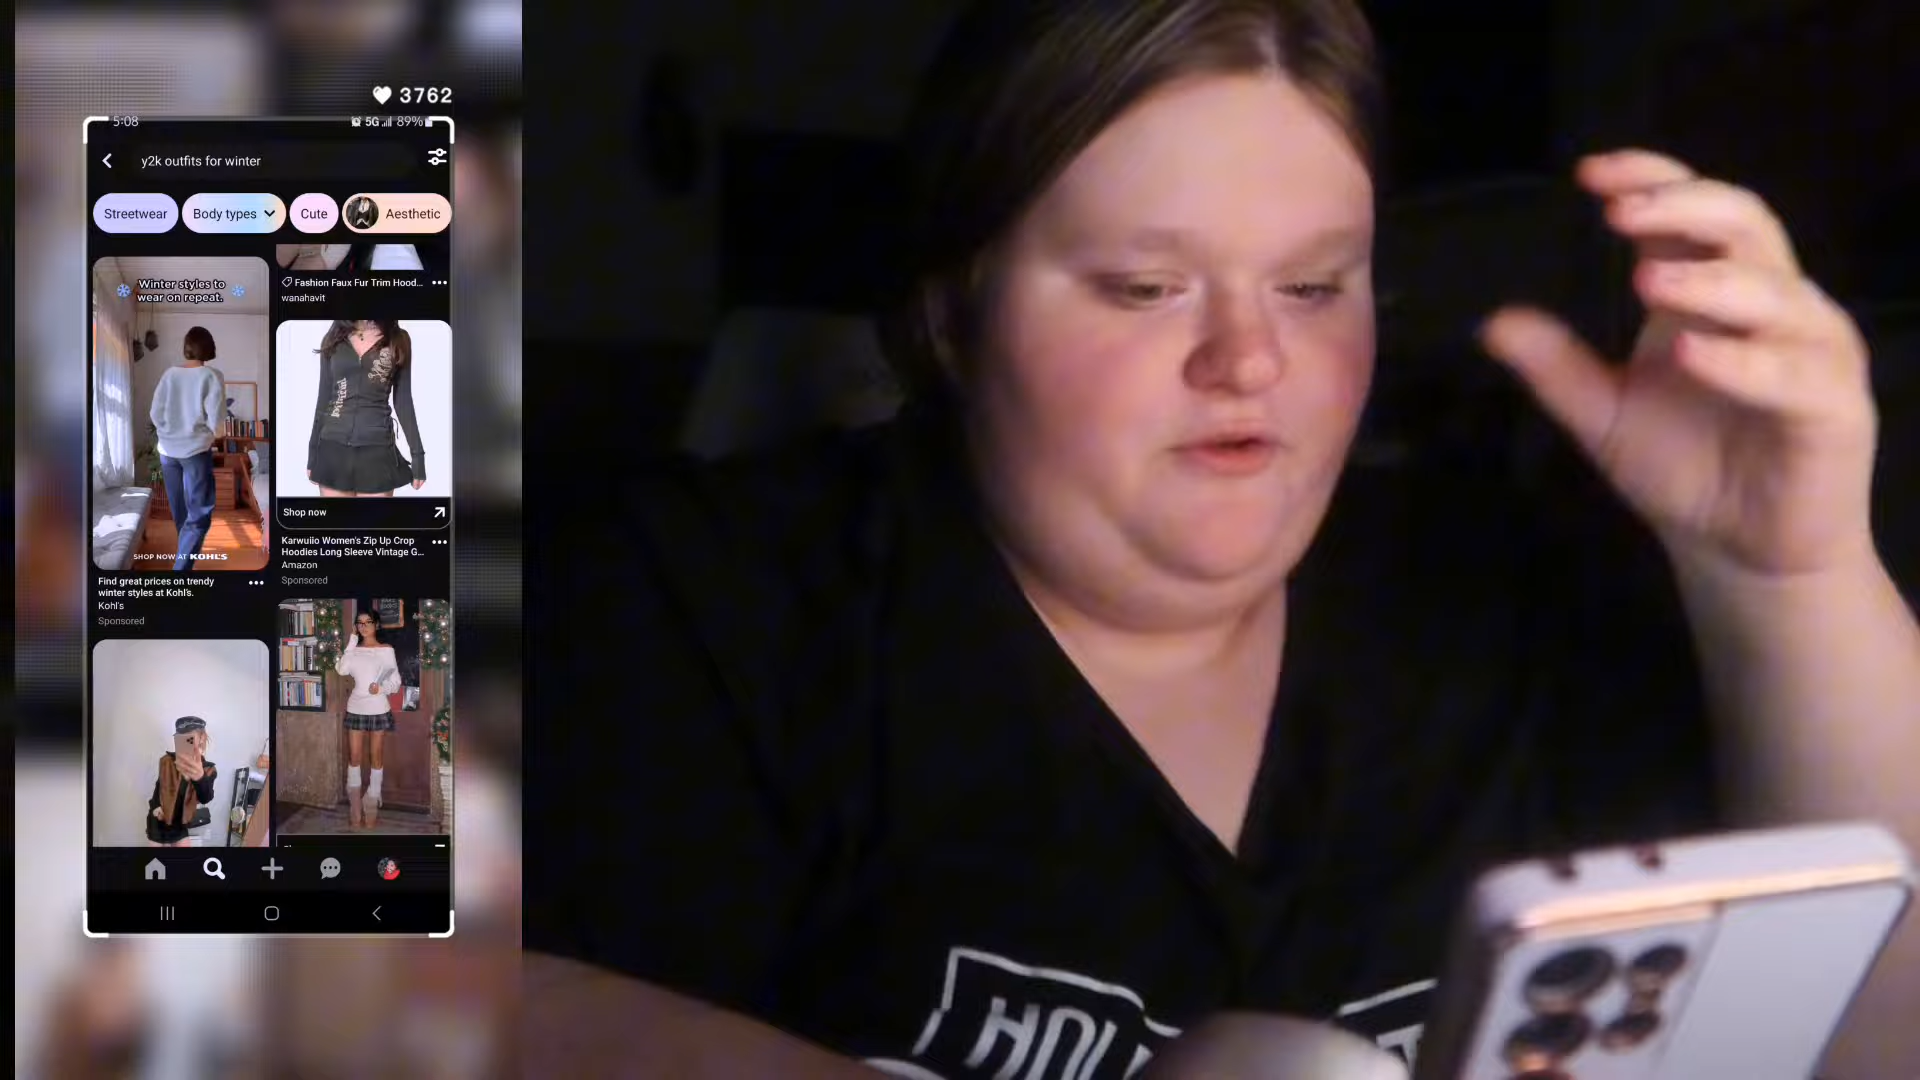 3762
5:08
5G 89%
y2k outfits for winter
Streetwear
Body types
Cute
Aesthetic
Winter styles to
wear on repeat.
SHOP NOW AT KOHL'S
Find great prices on trendy
winter styles at Kohl's.
Kohl's
Sponsored
Fashion Faux Fur Trim Hood...
wanahavit
Shop now
Karwuiio Women's Zip Up Crop
Hoodies Long Sleeve Vintage G...
Amazon
Sponsored